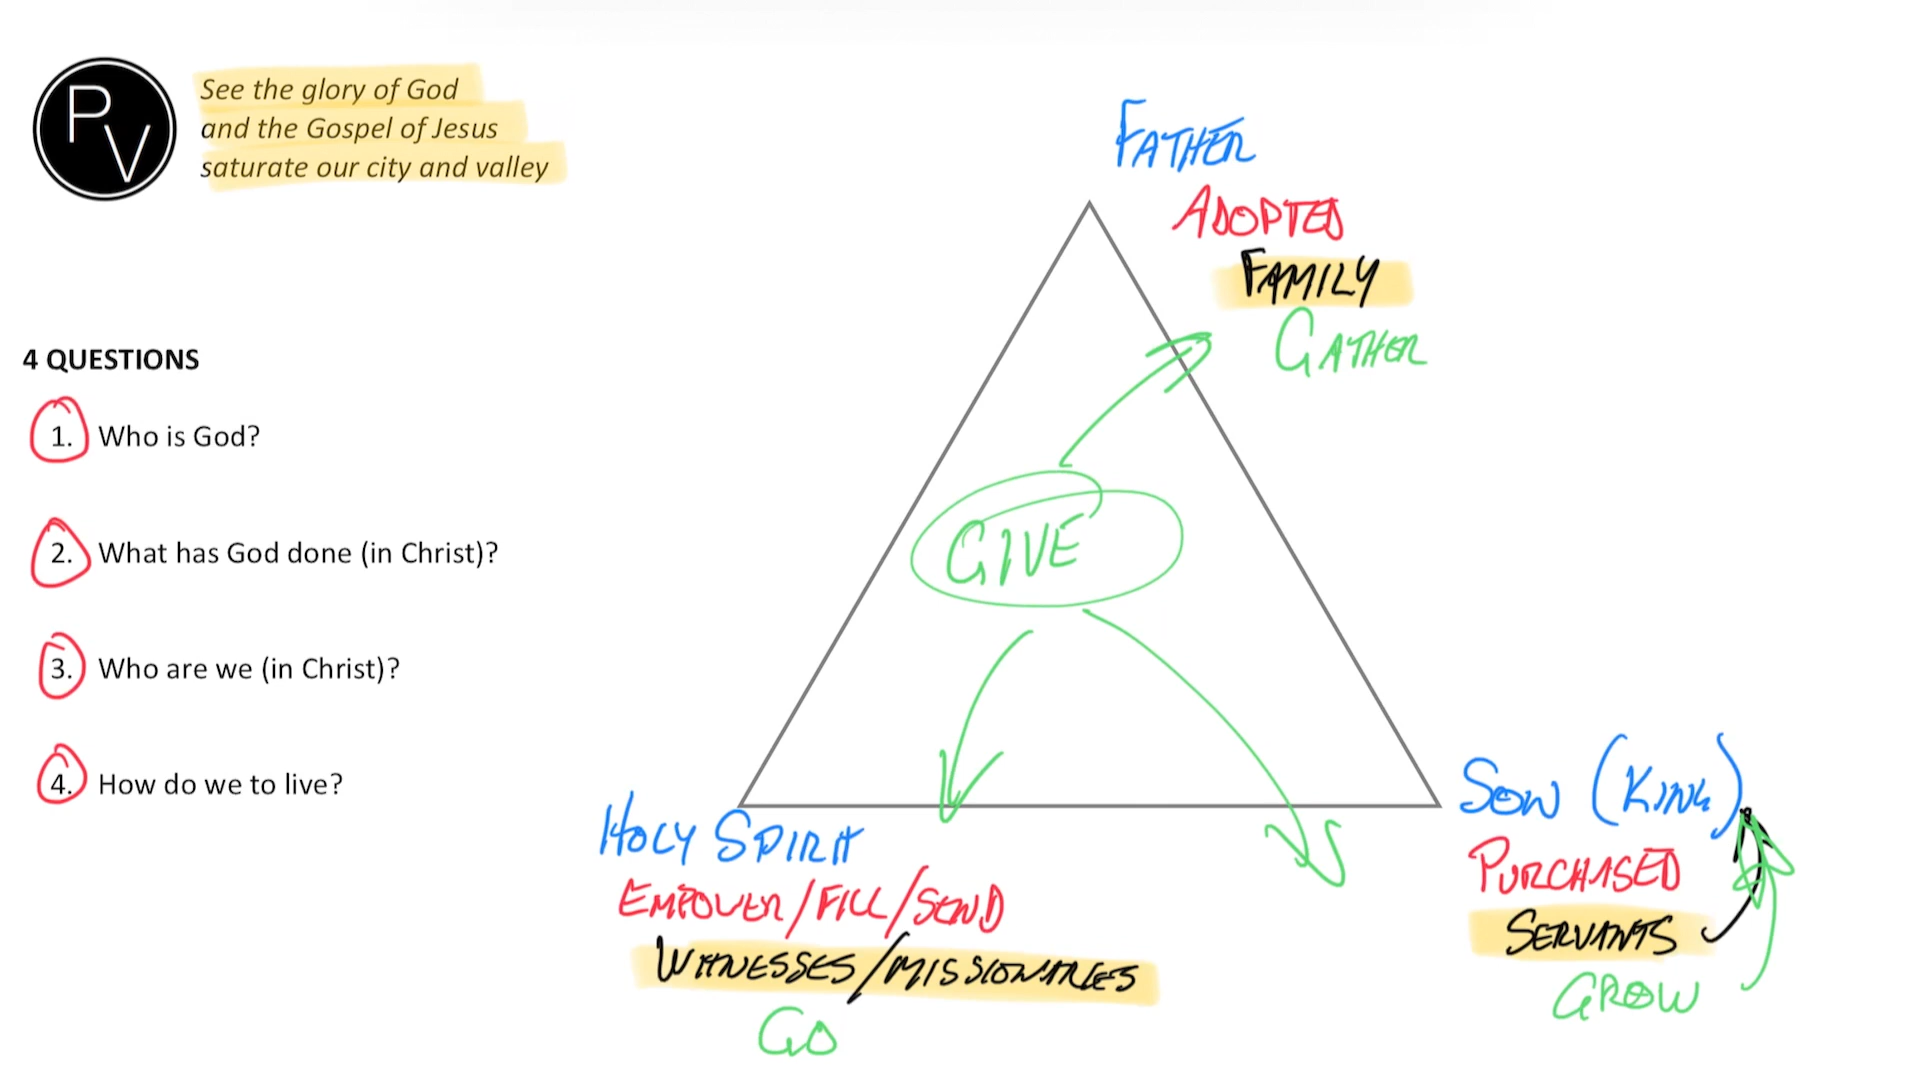 PV
See the glory of God
and the Gospel of Jesus
saturate our city and valley
4 QUESTIONS
1. Who is God?
2. What has God done (in Christ)?
3. Who are we (in Christ)?
4. How do we to live?
FATHER
ADOPTED
FAMILY
GATHER
GIVE
HOLY SPIRIT
EMPOWER/FILL/SEND
WITNESSES/MISSIONARIES
GO
SON (KING)
PURCHASED
SERVANTS
GROW